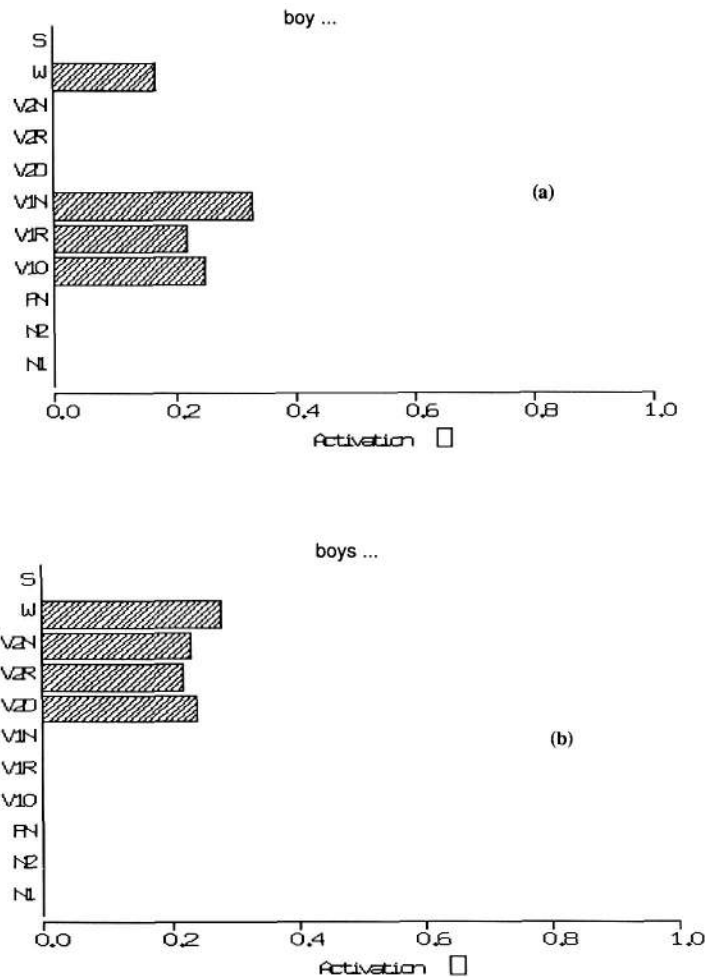 boy ...
S
W
V2N
V2R
V2O
V1N
(a)
V1R
V1O
PN
N2
N1
0.0 0.2 0.4 0.6 0.8 1.0
Activation
boys ...
S
W
V2N
V2R
V2O
V1N
(b)
V1R
V1O
PN
N2
N1
0.0 0.2 0.4 0.6 0.8 1.0
Activation